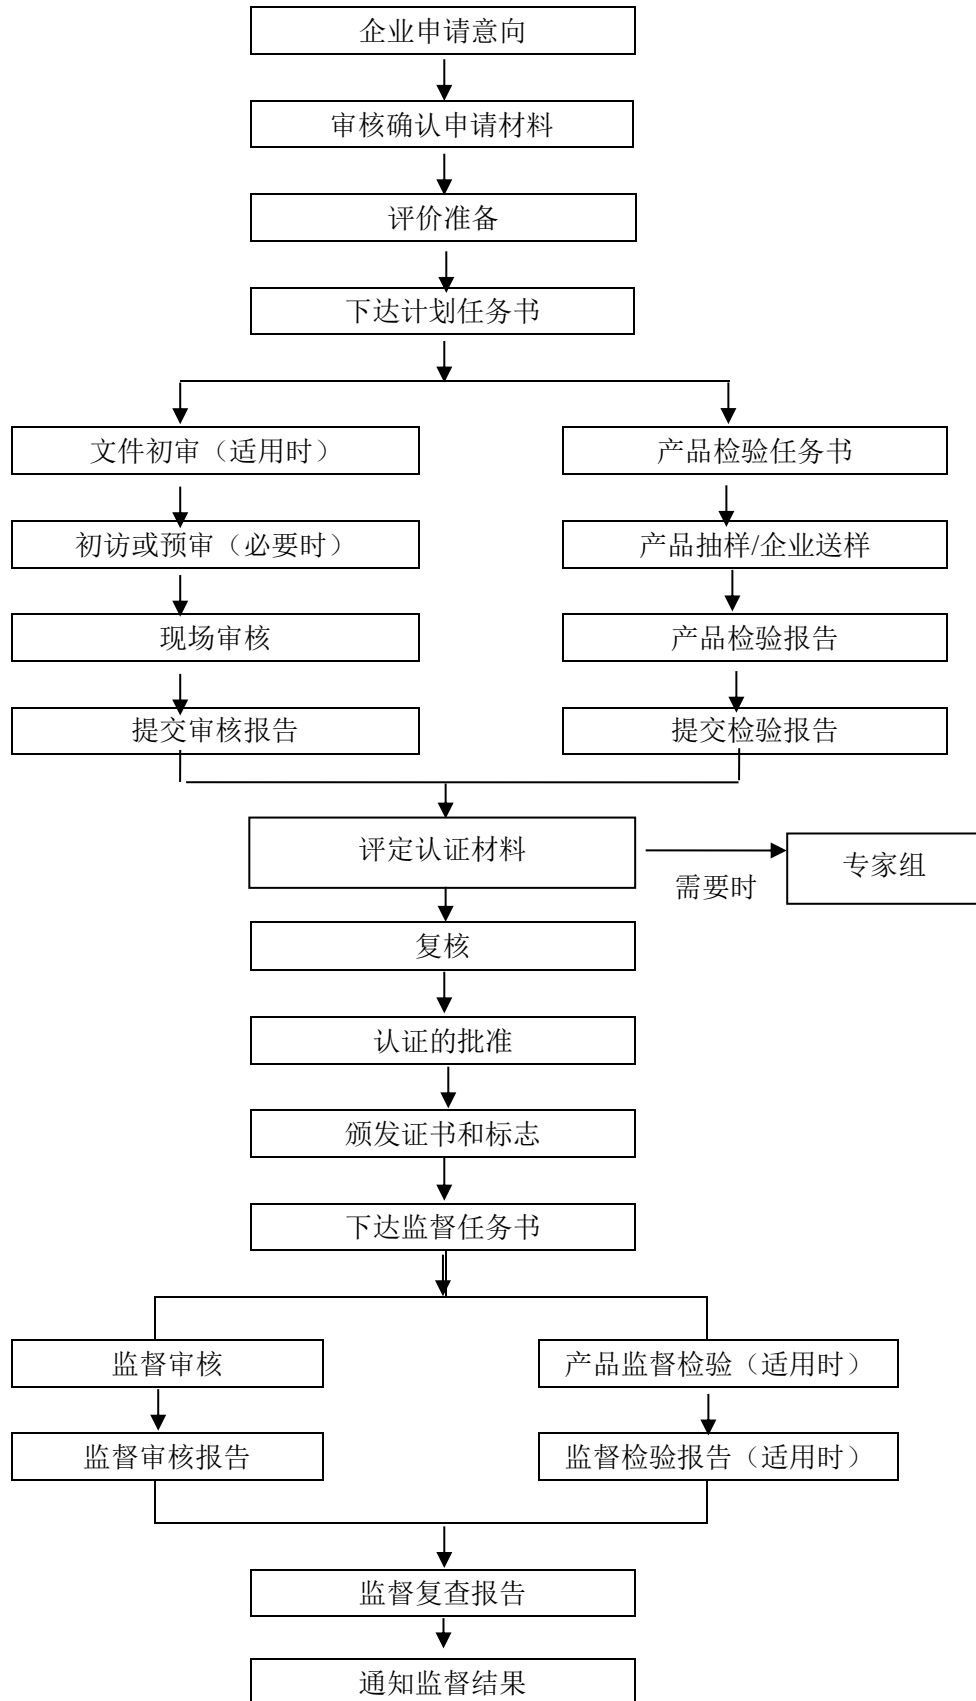 企业申请意向
审核确认申请材料
评价准备
下达计划任务书
文件初审（适用时）
产品检验任务书
初访或预审（必要时）
产品抽样/企业送样
现场审核
产品检验报告
提交审核报告
提交检验报告
评定认证材料
专家组
需要时
复核
认证的批准
颁发证书和标志
下达监督任务书
监督审核
产品监督检验（适用时）
监督审核报告
监督检验报告（适用时）
监督复查报告
通知监督结果